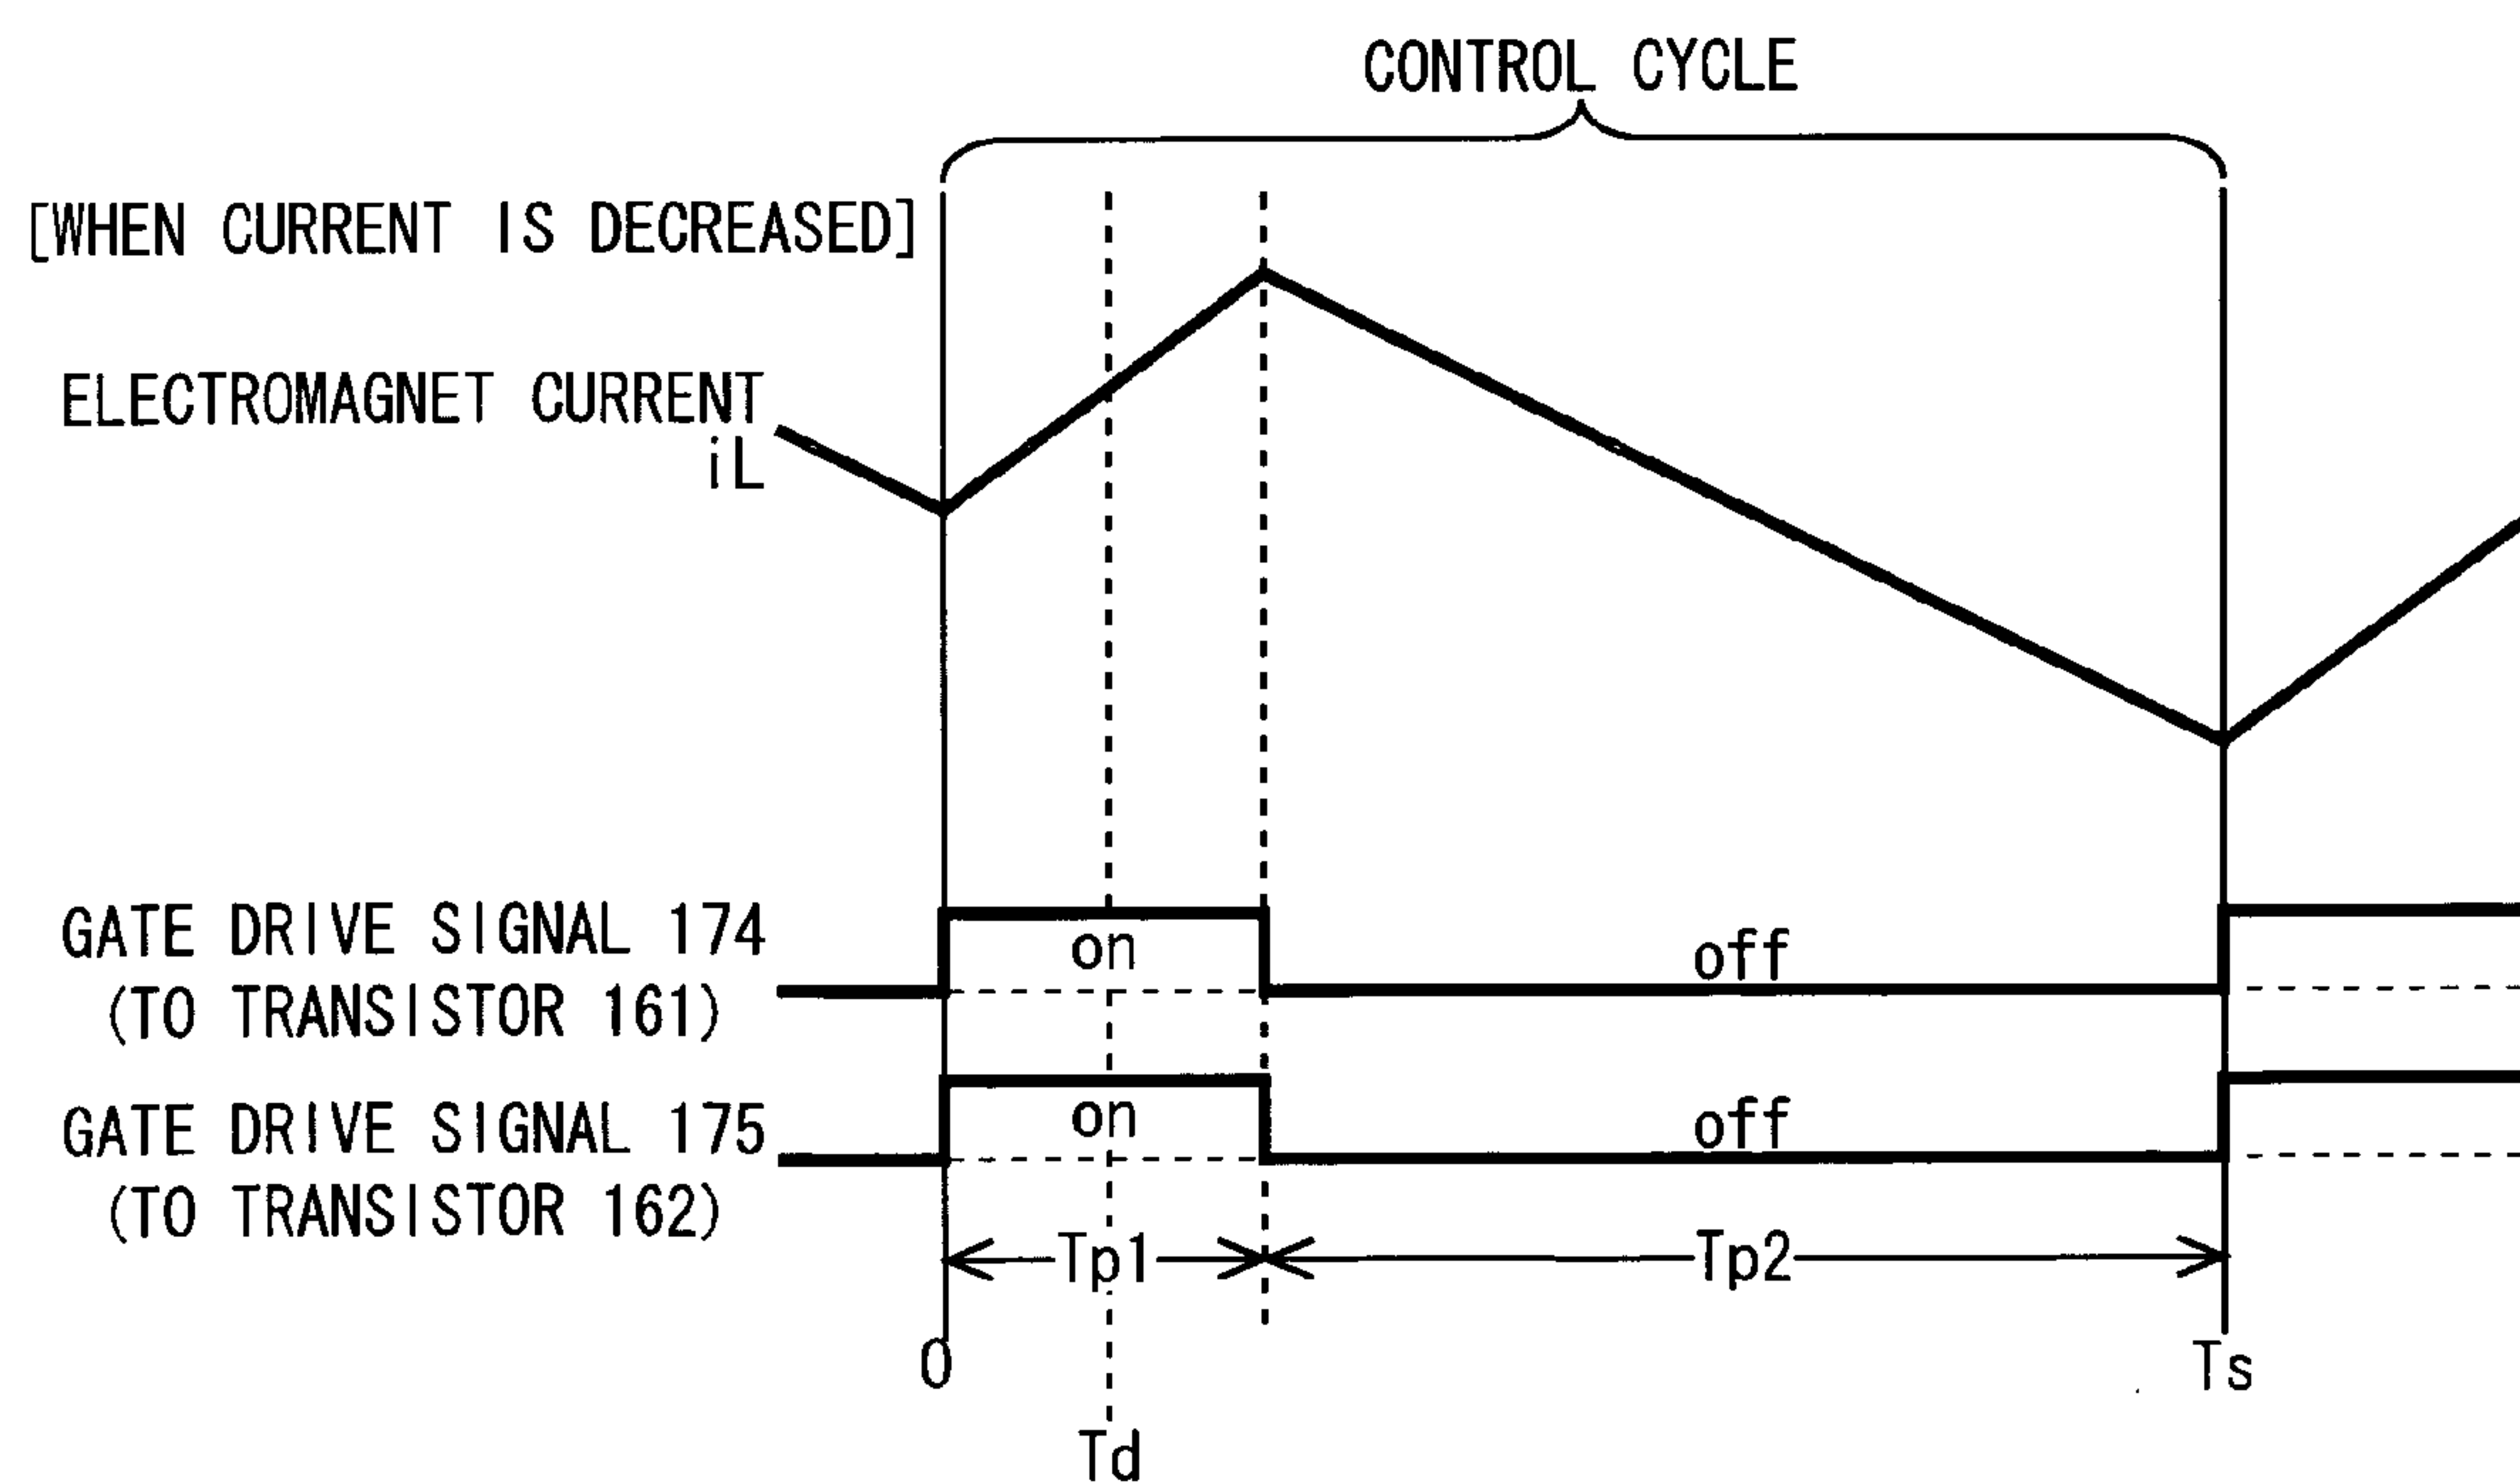 CONTROL CYCLE
[WHEN CURRENT IS DECREASED]
ELECTROMAGNET CURRENT
iL
GATE DRIVE SIGNAL 174
(TO TRANSISTOR 161)
on
off
GATE DRIVE SIGNAL 175
(TO TRANSISTOR 162)
on
off
Tp1
Tp2
0
Ts
Td